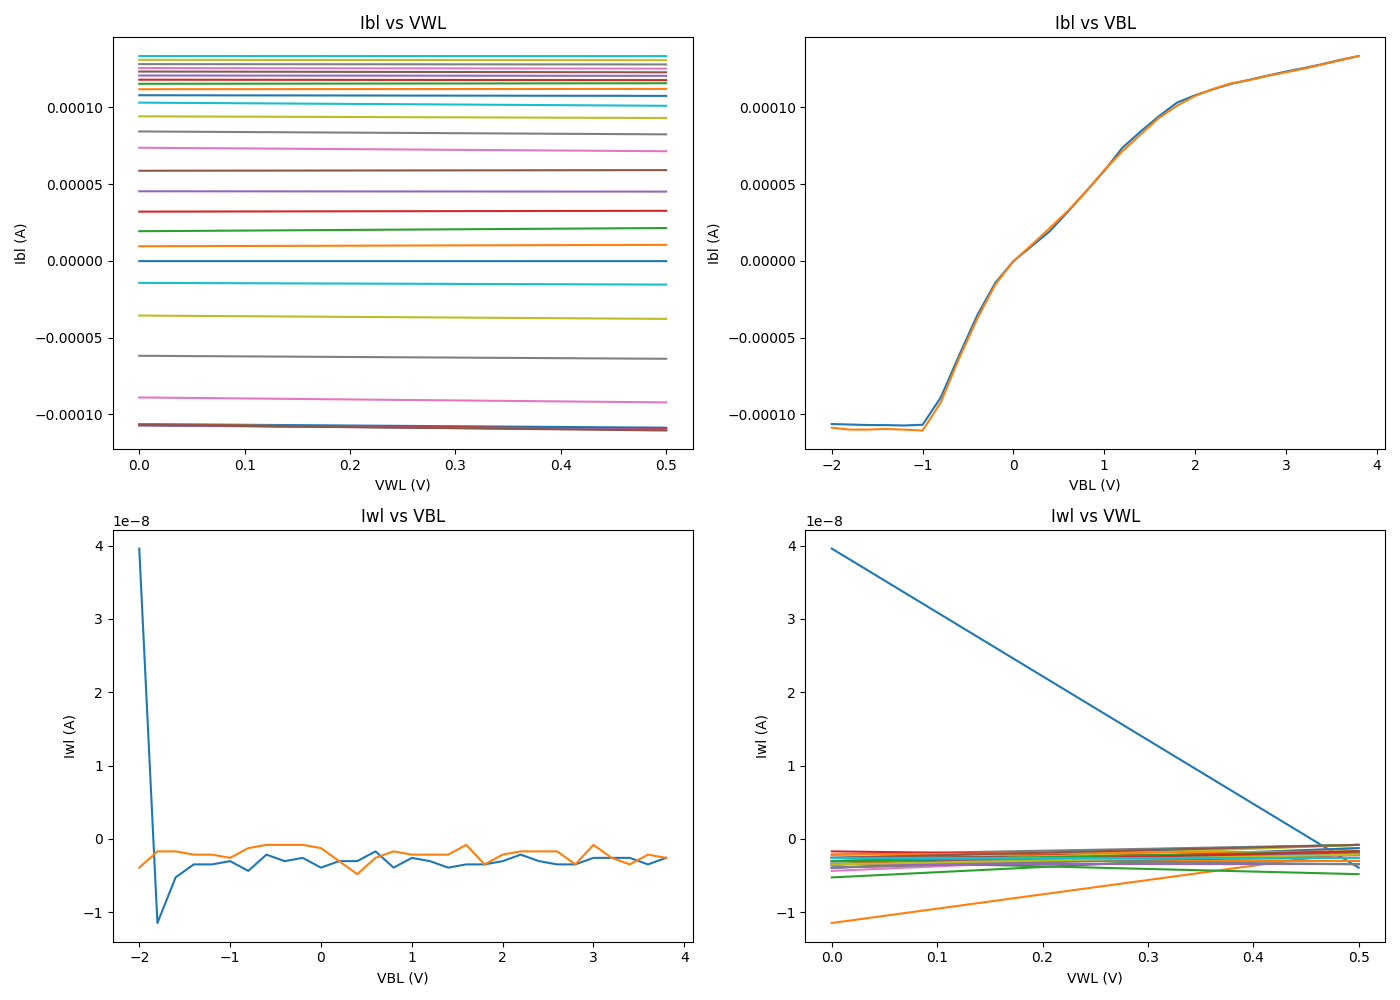 Ibl vs VWL
Ibl (A)
0.00010
0.00005
0.00000
−0.00005
−0.00010
0.0 0.1 0.2 0.3 0.4 0.5
VWL (V)
Ibl vs VBL
Ibl (A)
0.00010
0.00005
0.00000
−0.00005
−0.00010
−2 −1 0 1 2 3 4
VBL (V)
Iwl vs VBL
1e−8
Iwl (A)
4
3
2
1
0
−1
−2 −1 0 1 2 3 4
VBL (V)
Iwl vs VWL
1e−8
Iwl (A)
4
3
2
1
0
−1
0.0 0.1 0.2 0.3 0.4 0.5
VWL (V)